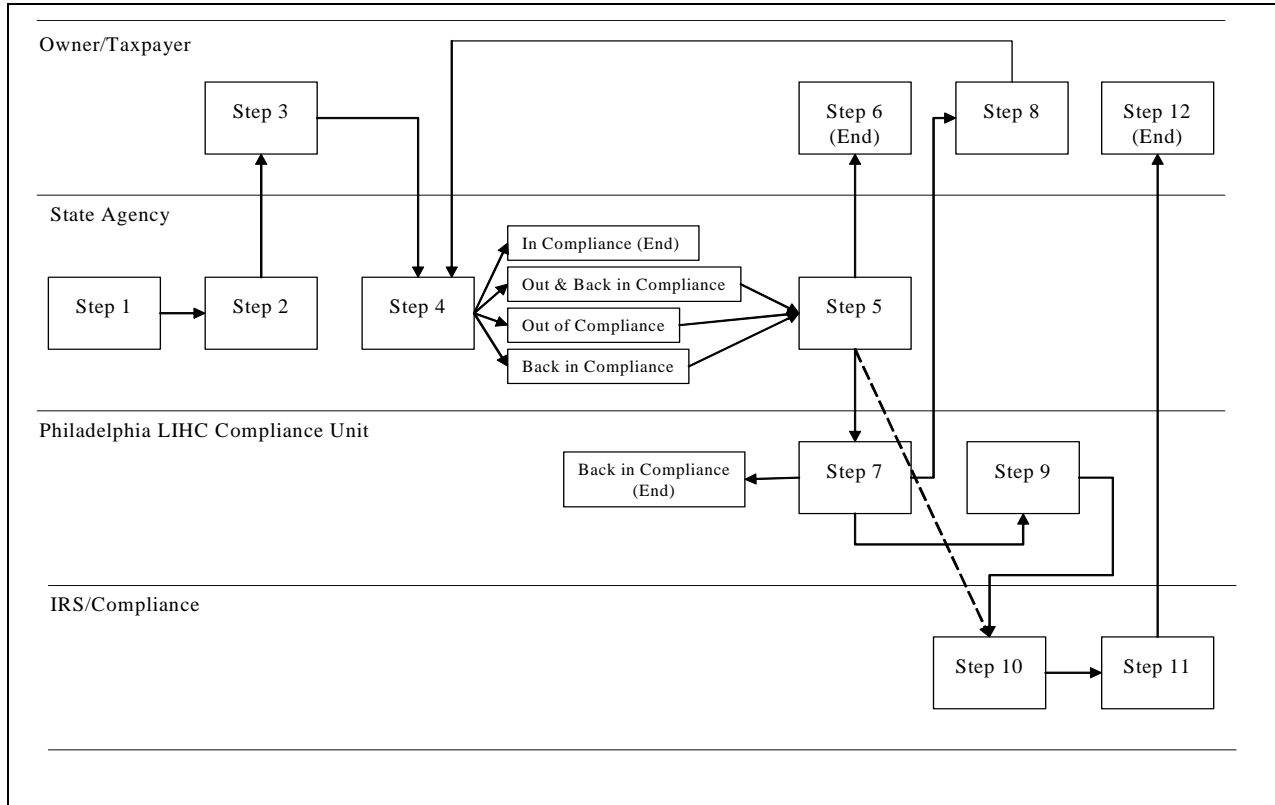 Owner/Taxpayer
Step 3
Step 6
(End)
Step 8
Step 12
(End)
State Agency
Step 1
Step 2
Step 4
In Compliance (End)
Out & Back in Compliance
Out of Compliance
Back in Compliance
Step 5
Philadelphia LIHC Compliance Unit
Back in Compliance
(End)
Step 7
Step 9
IRS/Compliance
Step 10
Step 11